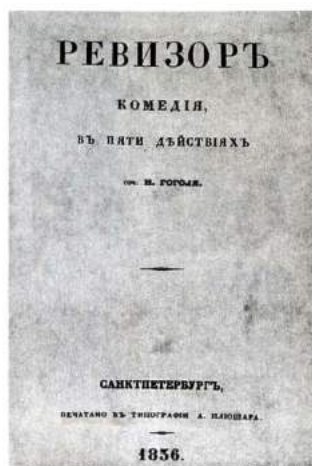 РЕВИЗОРЪ
КОМЕДІЯ,
ВЪ ПЯТИ ДѢЙСТВІЯХЪ
соч. Н. ГОГОЛЯ.
САНКТПЕТЕРБУРГЪ,
ПЕЧАТАНО ВЪ ТИПОГРАФІИ А. ПЛЮШАРА.
1836.